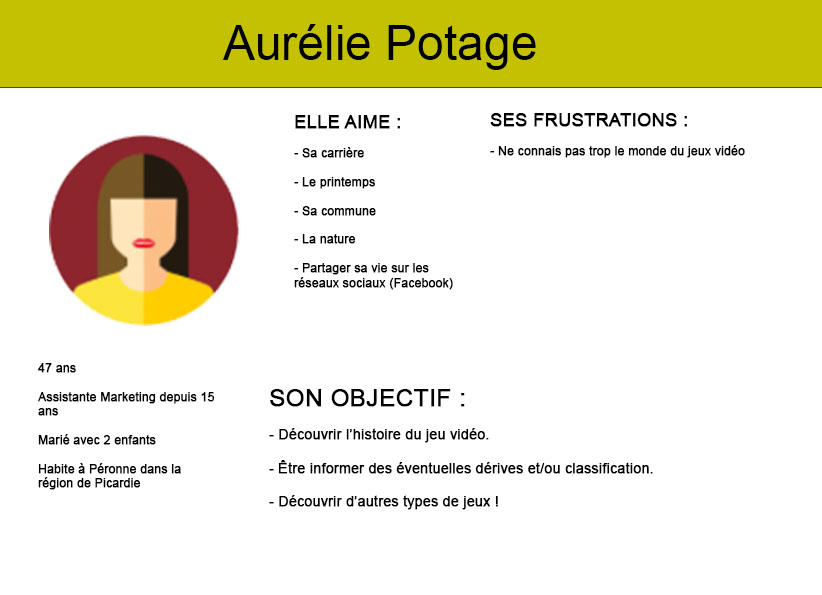 Aurélie Potage
ELLE AIME :
- Sa carrière
- Le printemps
- Sa commune
- La nature
- Partager sa vie sur les
réseaux sociaux (Facebook)
SES FRUSTRATIONS :
- Ne connais pas trop le monde du jeux vidéo
47 ans
Assistante Marketing depuis 15
ans
Marié avec 2 enfants
Habite à Péronne dans la
région de Picardie
SON OBJECTIF :
- Découvrir l’histoire du jeu vidéo.
- Être informer des éventuelles dérives et/ou classification.
- Découvrir d'autres types de jeux !